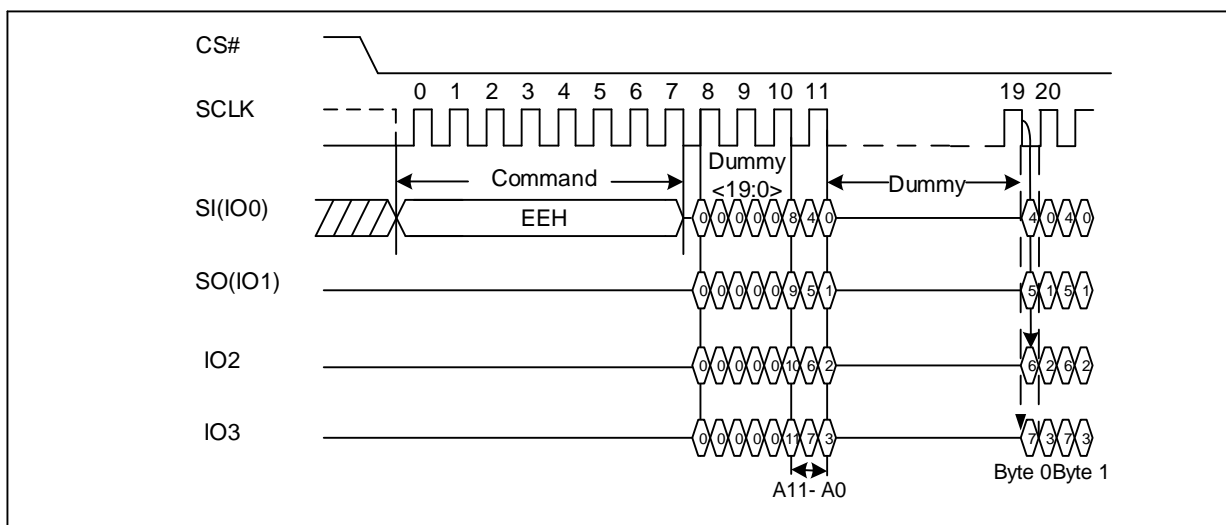 CS#
SCLK
0 1 2 3 4 5 6 7 8 9 10 11 19 20
Command
Dummy
<19:0>
Dummy
SI(IO0)
EEH
0 0 0 0 0 8 4 0 4 0 4 0
SO(IO1)
0 0 0 0 0 9 5 1 5 1 5 1
IO2
0 0 0 0 0 10 6 2 6 2 6 2
IO3
0 0 0 0 0 11 7 3 7 3 7 3
A11- A0
Byte 0 Byte 1